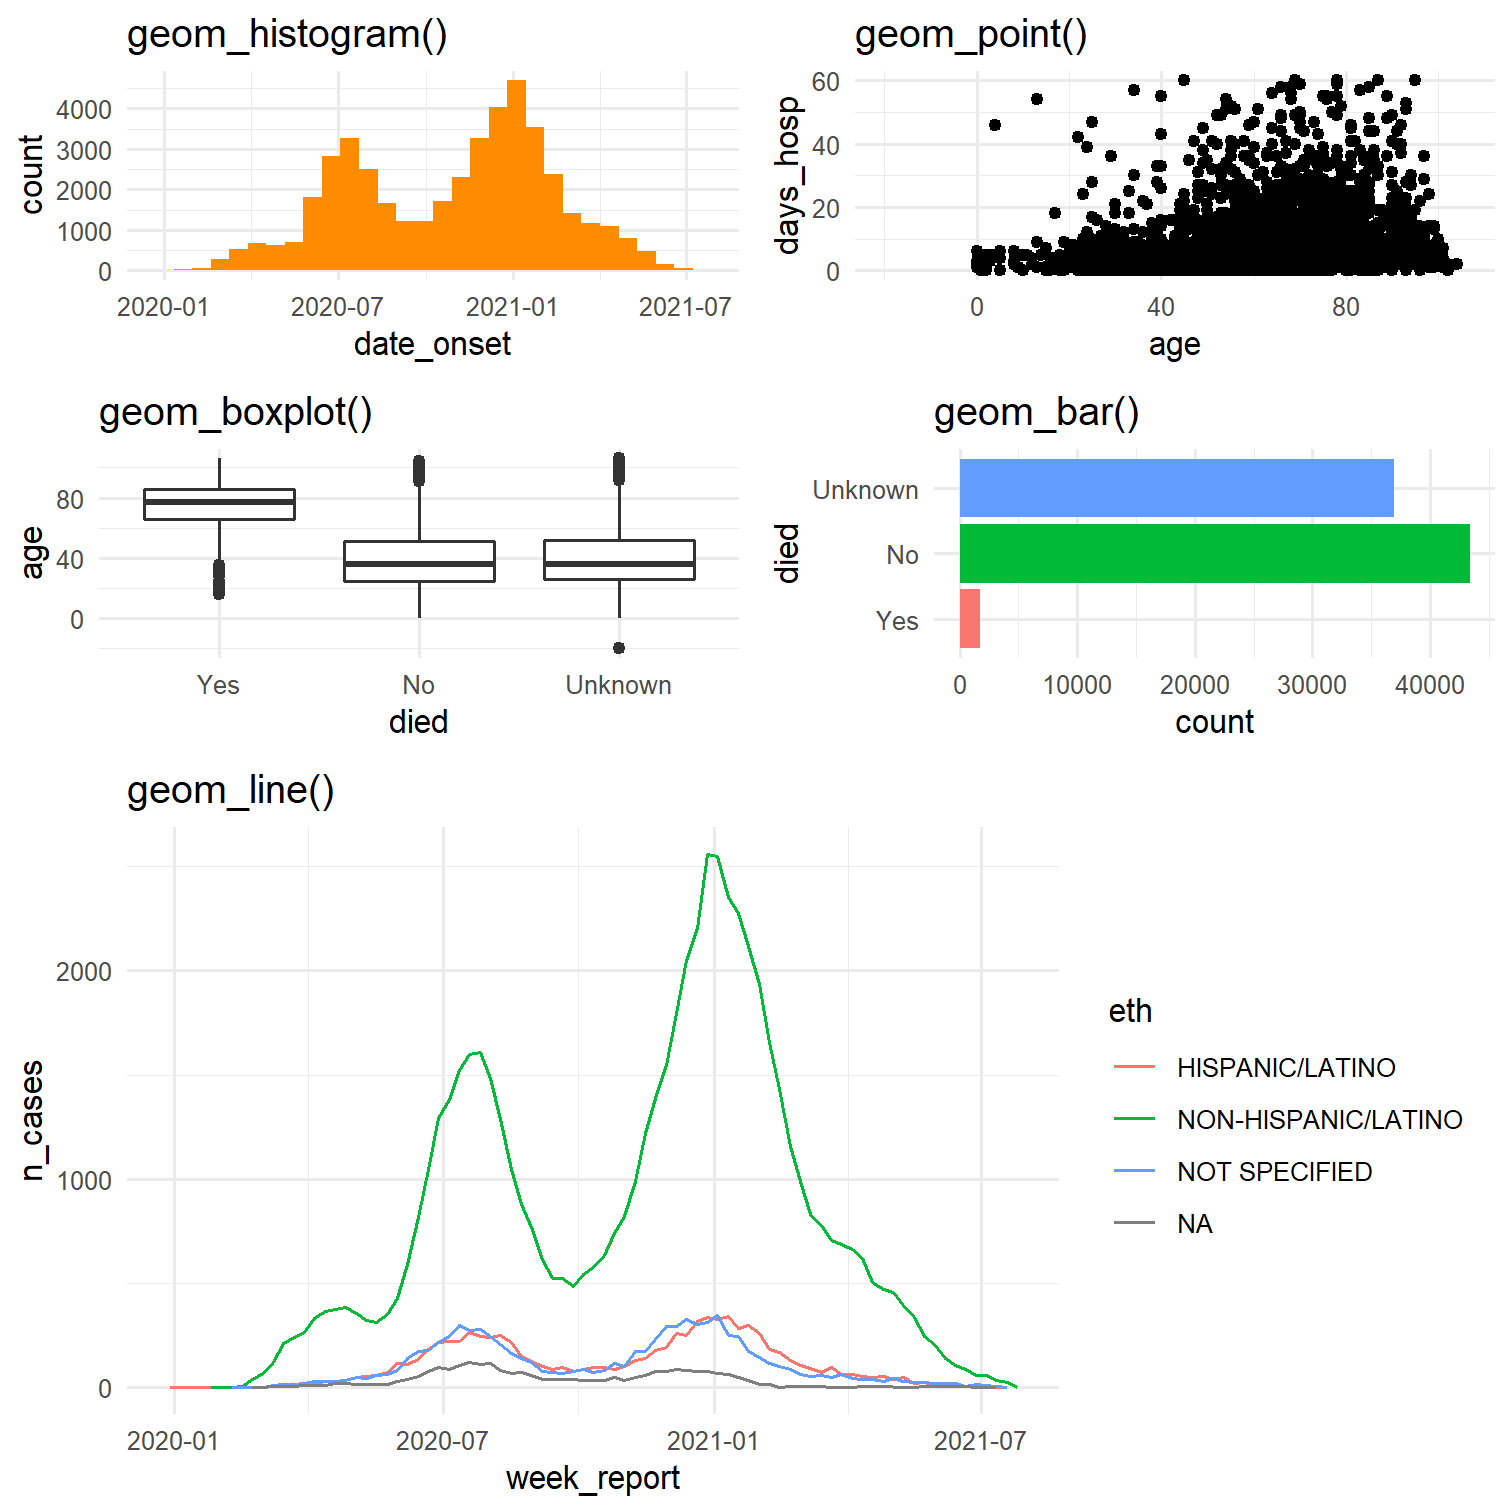 geom_histogram()
count
4000
3000
2000
1000
0
2020-01 2020-07 2021-01 2021-07
date_onset
geom_point()
days_hosp
60
40
20
0
0 40 80
age
geom_boxplot()
age
80
40
0
Yes No Unknown
died
geom_bar()
died
Unknown
No
Yes
0 10000 20000 30000 40000
count
geom_line()
n_cases
2000
1000
0
2020-01 2020-07 2021-01 2021-07
week_report
eth
HISPANIC/LATINO
NON-HISPANIC/LATINO
NOT SPECIFIED
NA